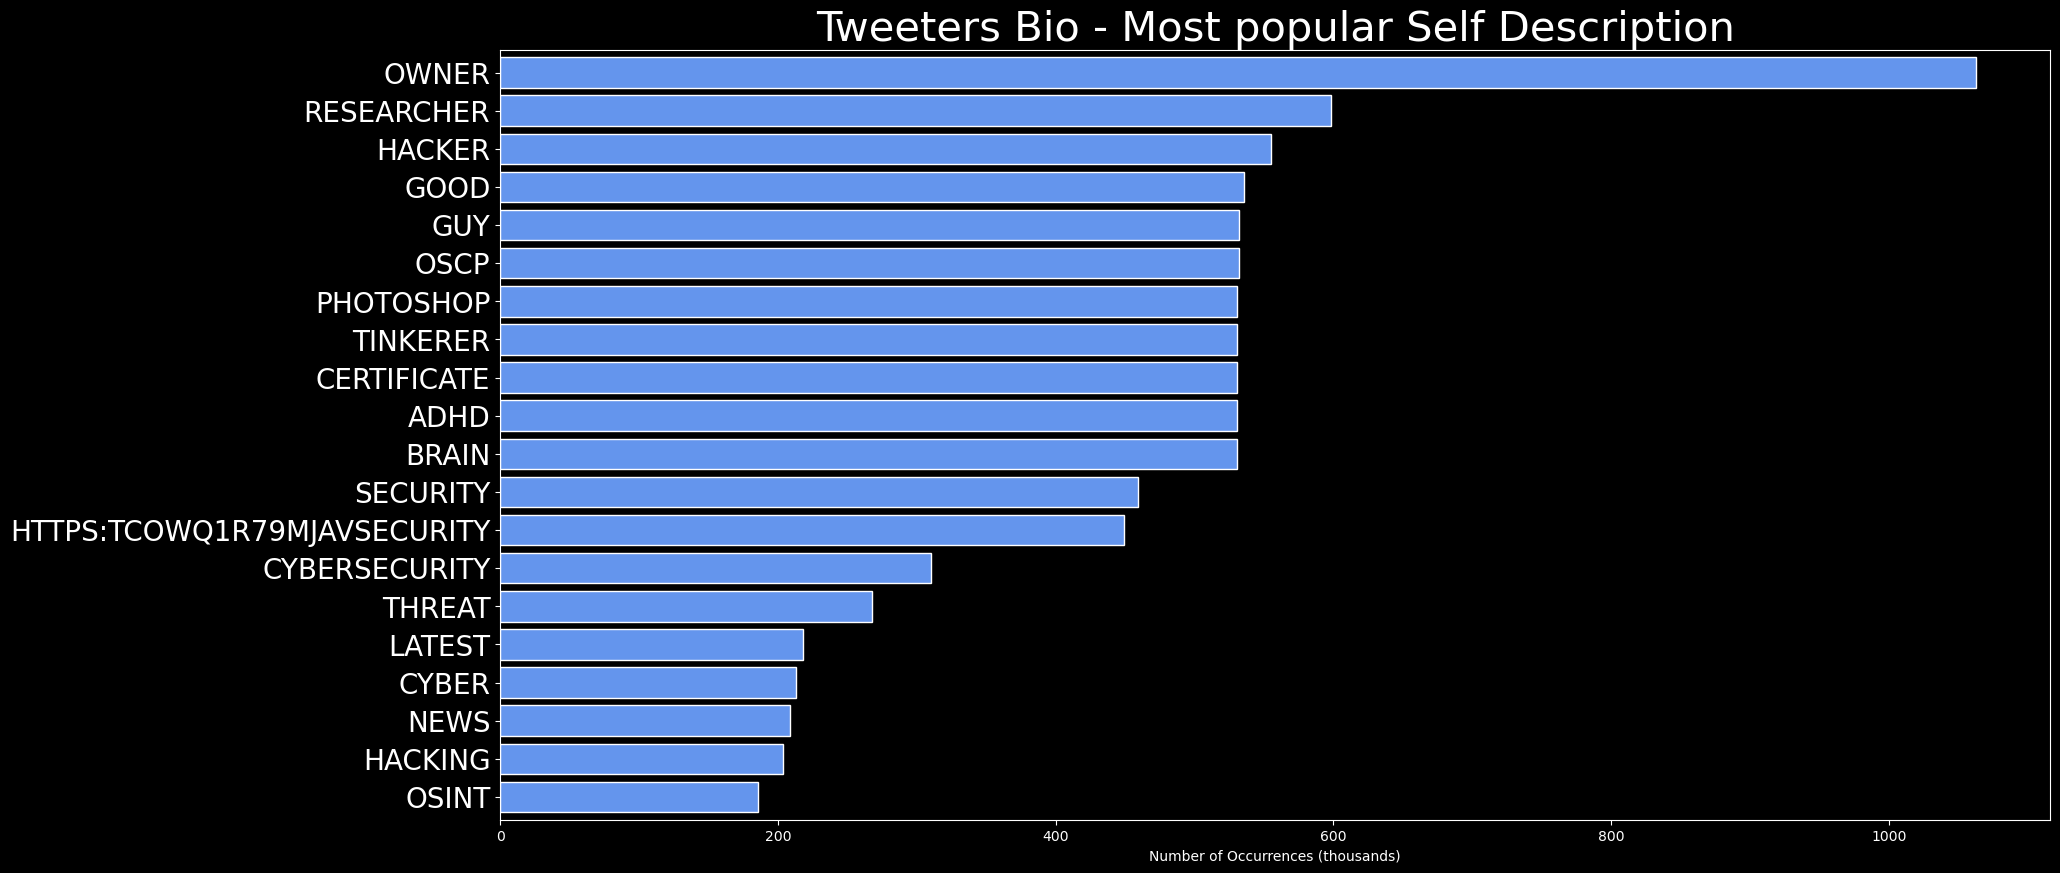 Tweeters Bio - Most popular Self Description
OWNER
RESEARCHER
HACKER
GOOD
GUY
OSCP
PHOTOSHOP
TINKERER
CERTIFICATE
ADHD
BRAIN
SECURITY
HTTPS:TCOWQ1R79MJAVSECURITY
CYBERSECURITY
THREAT
LATEST
CYBER
NEWS
HACKING
OSINT
0 200 400 600 800 1000
Number of Occurrences (thousands)